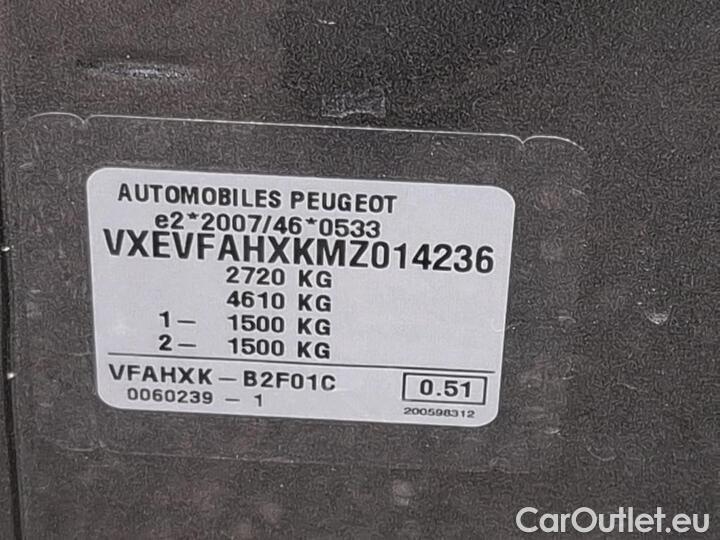 AUTOMOBILES PEUGEOT
e2*2007/46*0533
VXEVFAHXKMZ014236
2720 KG
4610 KG
1- 1500 KG
2- 1500 KG
VFAHXK-B2F01C 0.51
0060239 - 1 200598312
CarOutlet.eu